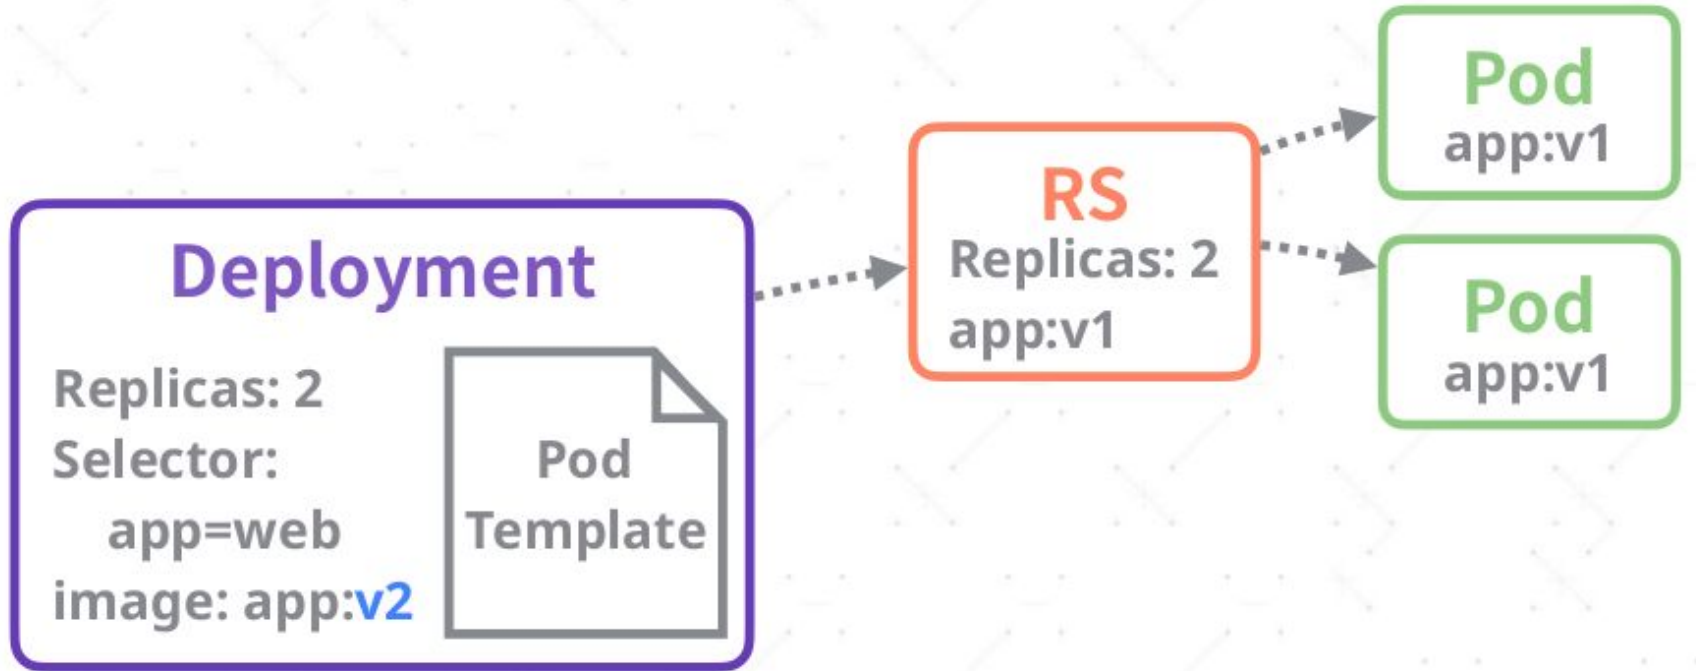 Deployment
Replicas: 2
Selector:
app=web
image: app:v2
Pod
Template
RS
Replicas: 2
app:v1
Pod
app:v1
Pod
app:v1